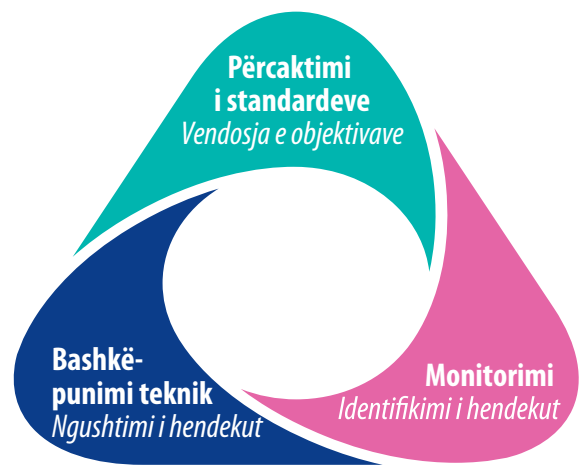 Përcaktimi
i standardeve
Vendosja e objektivave
Bashkë-
punimi teknik
Ngushtimi i hendekut
Monitorimi
Identifikimi i hendekut